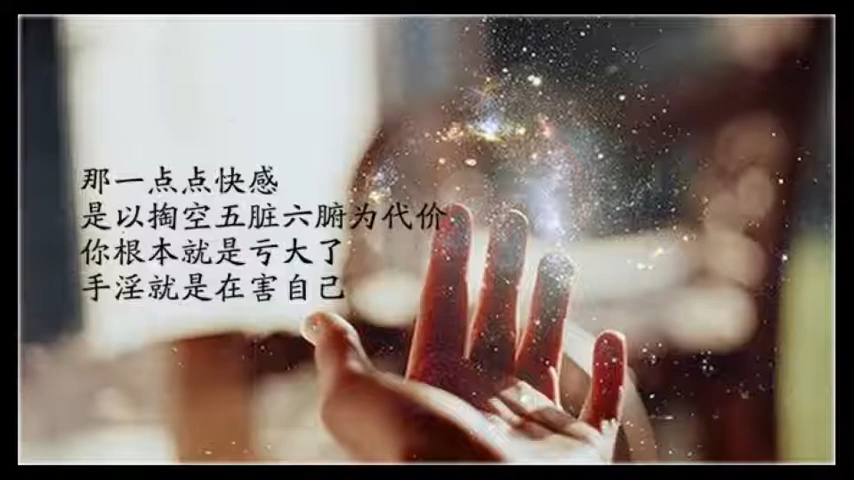 那一点点快感
是以掏空五脏六腑为代价
你根本就是亏大了
手淫就是在害自己